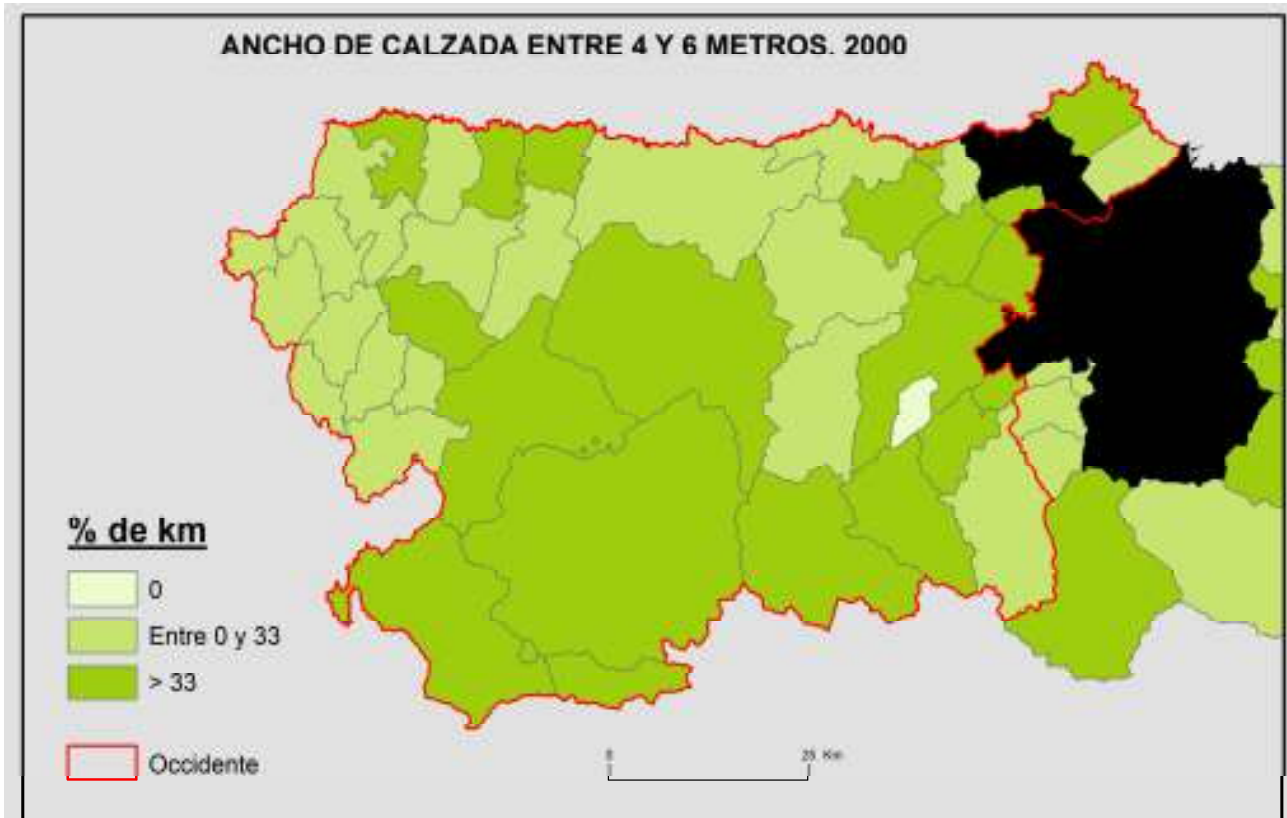 ANCHO DE CALZADA ENTRE 4 Y 6 METROS. 2000
% de km
0
Entre 0 y 33
> 33
Occidente
0 25 Km